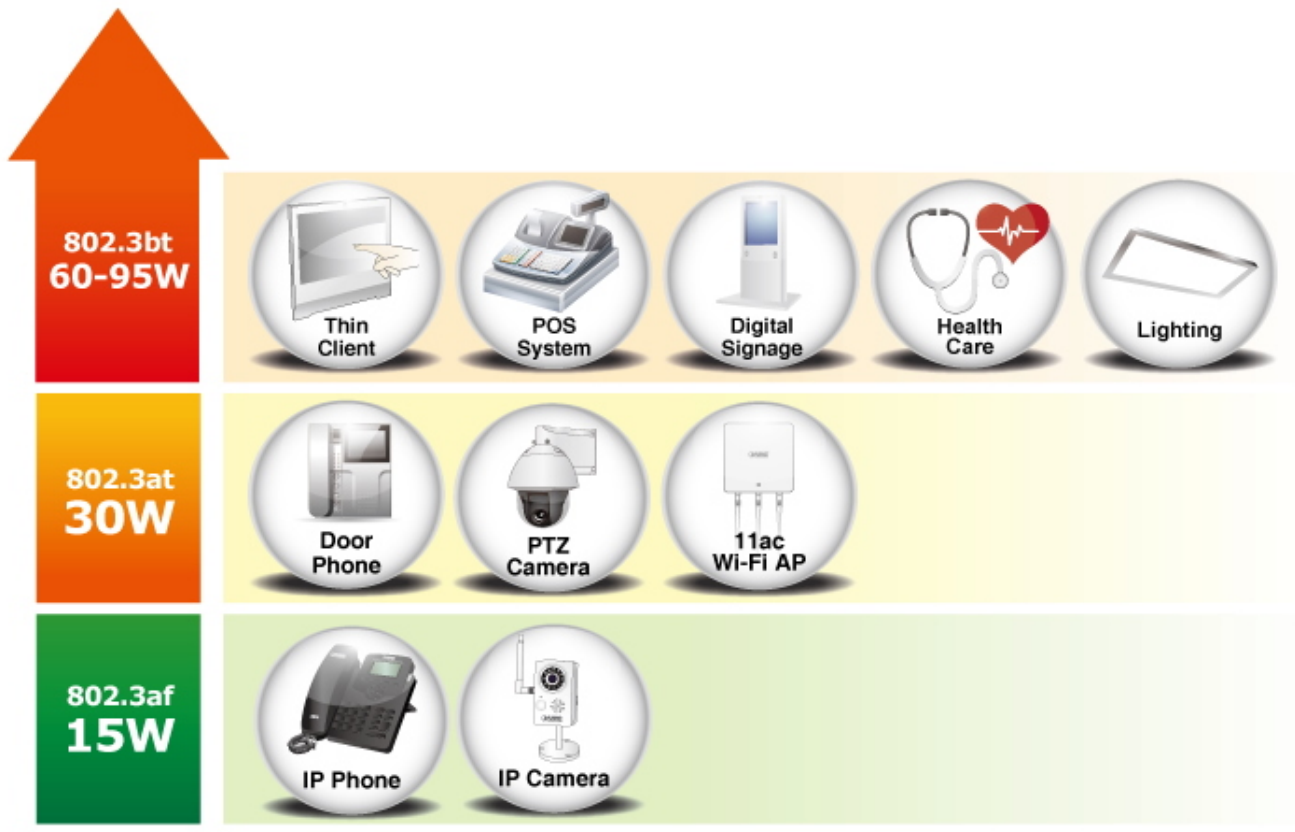 802.3bt
60-95W
Thin
Client
POS
System
Digital
Signage
Health
Care
Lighting
802.3at
30W
Door
Phone
PTZ
Camera
11ac
Wi-Fi AP
802.3af
15W
IP Phone
IP Camera